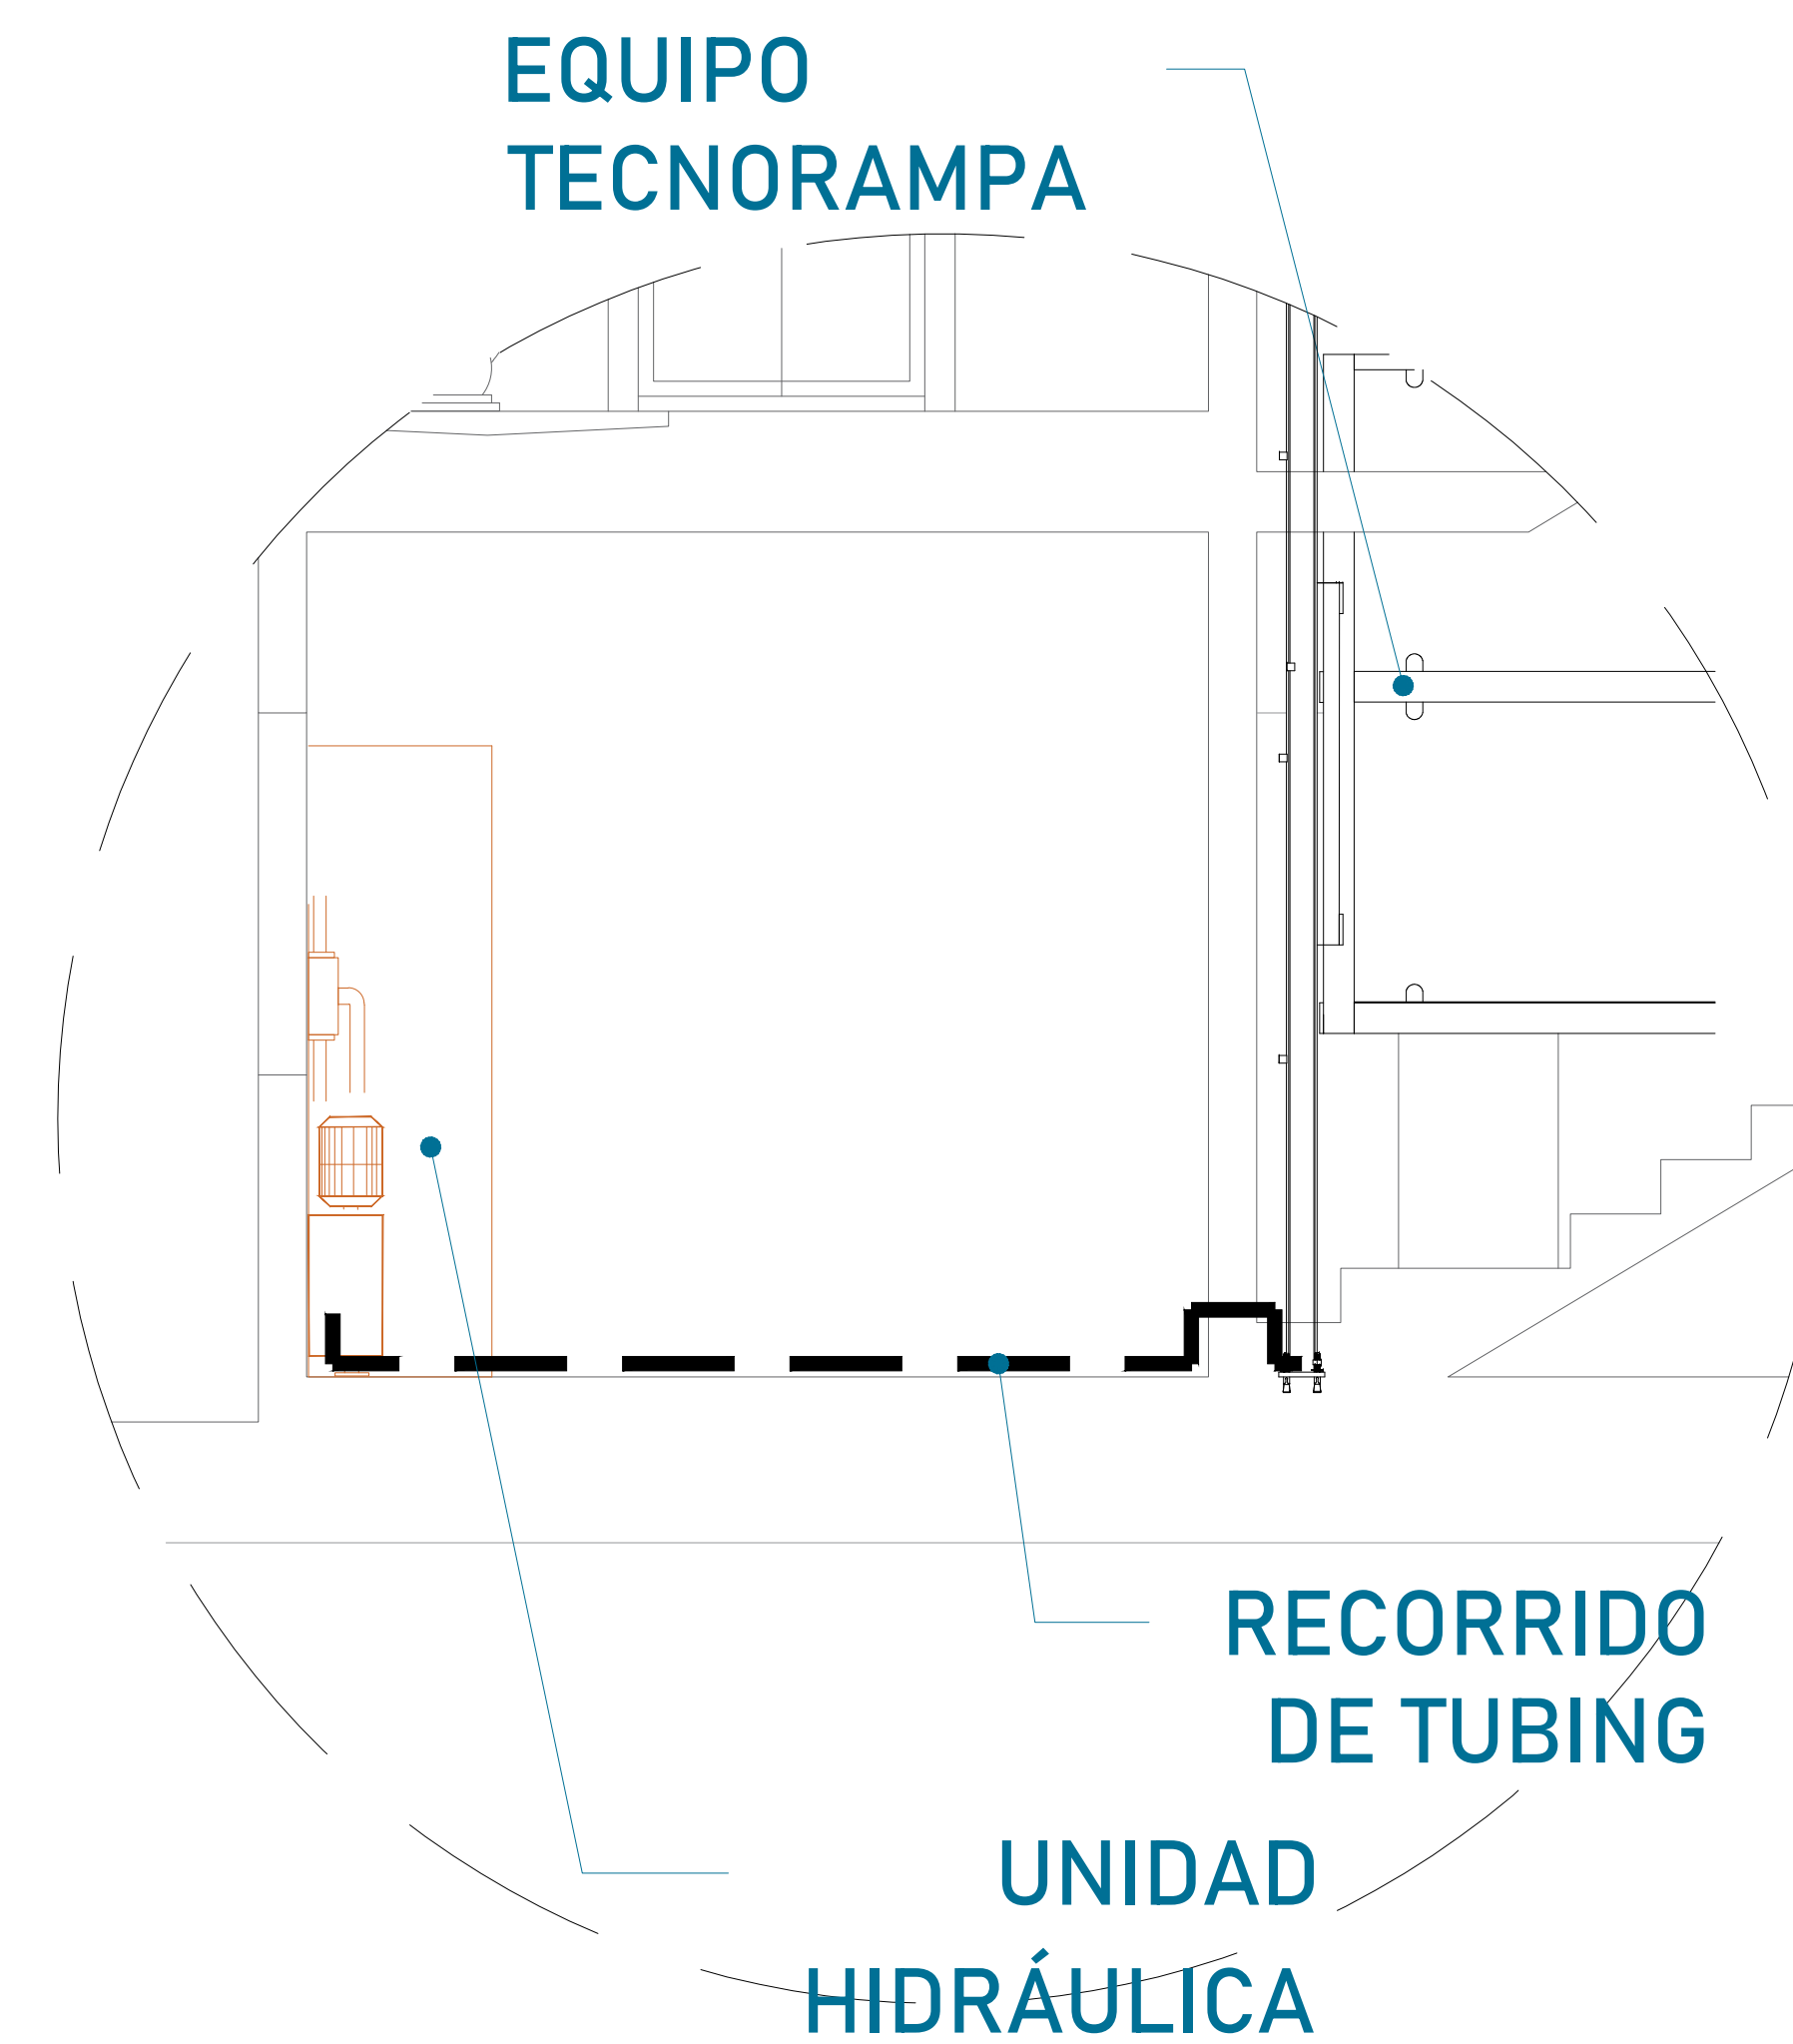 EQUIPO
TECNORAMPA
RECORRIDO
DE TUBING
UNIDAD
HIDRÁULICA